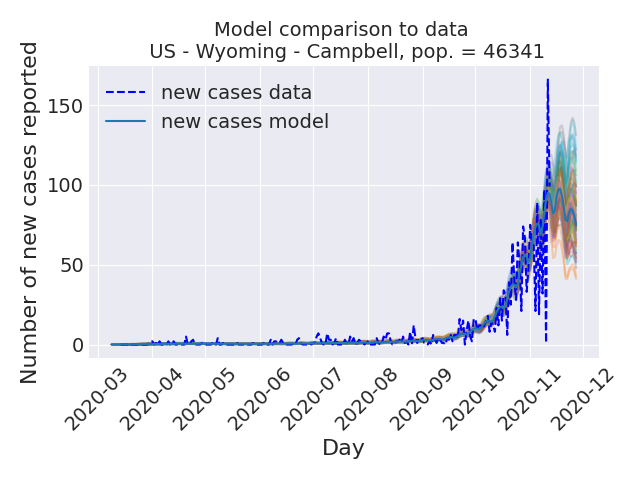 Model comparison to data
US - Wyoming - Campbell, pop. = 46341
Number of new cases reported
150
100
50
0
new cases data
new cases model
2020-03
2020-04
2020-05
2020-06
2020-07
2020-08
2020-09
2020-10
2020-11
2020-12
Day